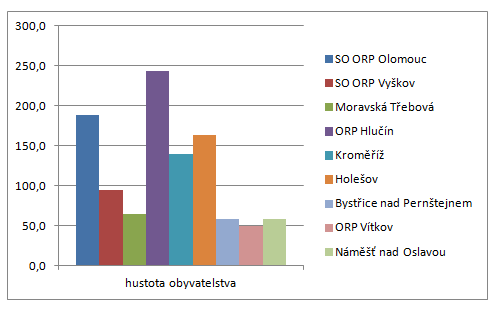 300,0
250,0
200,0
150,0
100,0
50,0
0,0
hustota obyvatelstva
SO ORP Olomouc
SO ORP Vyškov
Moravská Třebová
ORP Hlučín
Kroměříž
Holešov
Bystřice nad Pernštejnem
ORP Vítkov
Náměšť nad Oslavou